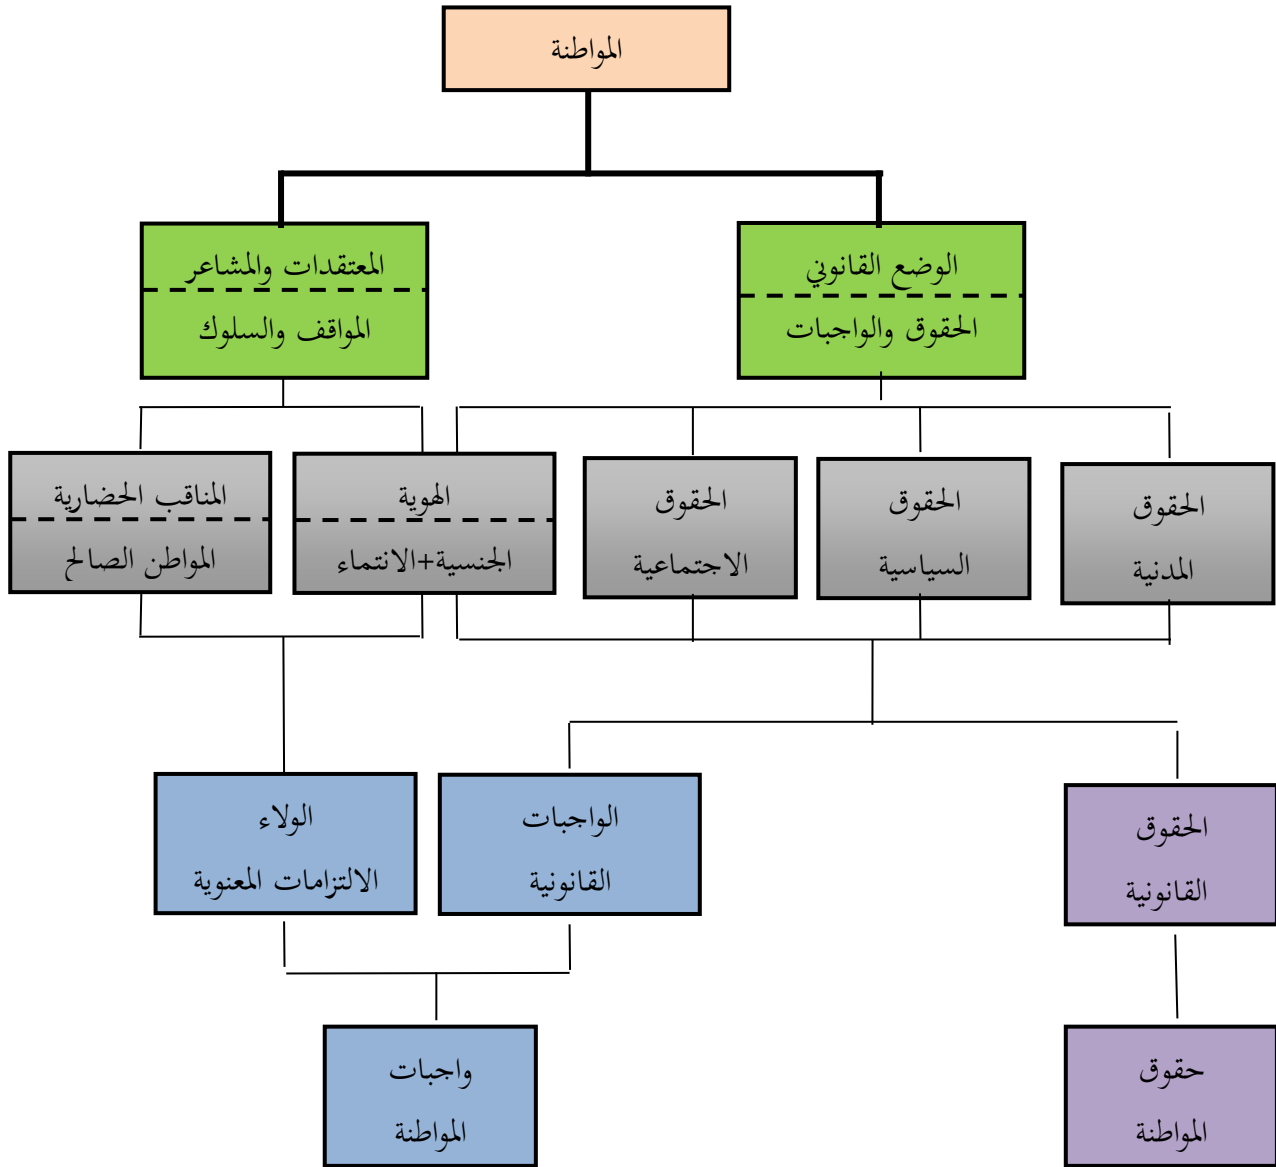 المواطنة
الوضع القانوني
الحقوق والواجبات
المعتقدات والمشاعر
المواقف والسلوك
الحقوق
المدنية
الحقوق
السياسية
الحقوق
الاجتماعية
الهوية
الجنسية+الانتماء
المناقب الحضارية
المواطن الصالح
الحقوق
القانونية
الواجبات
القانونية
الولاء
الالتزامات المعنوية
حقوق
المواطنة
واجبات
المواطنة